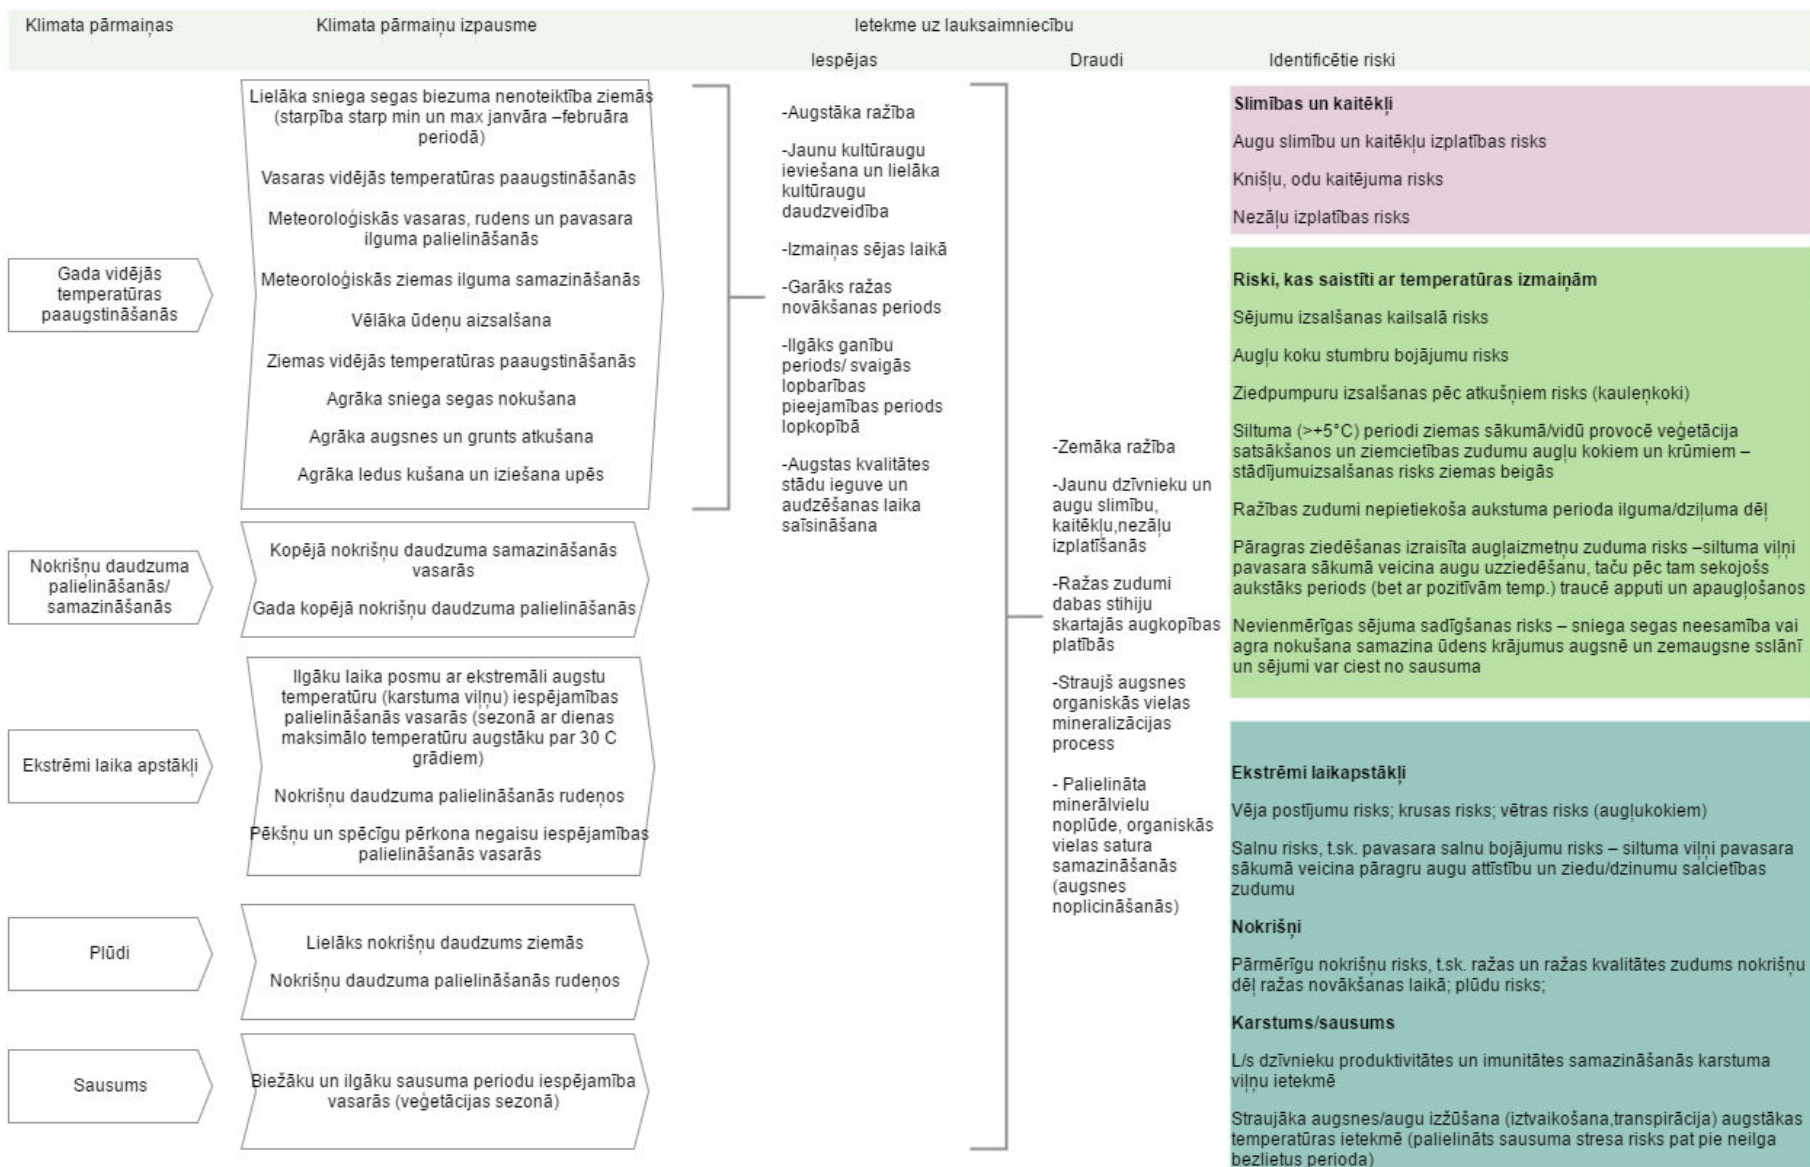 Klimata pārmaiņas
Klimata pārmaiņu izpausme
Ietekme uz lauksaimniecību
Iespējas
Draudi
Identificētie riski
Gada vidējās
temperatūras
paaugstināšanās
Lielāka sniega segas biezuma nenoteiktība ziemās
(starpība starp min un max janvāra –februāra
periodā)
Vasaras vidējās temperatūras paaugstināšanās
Meteoroloģiskās vasaras, rudens un pavasara
ilguma palielināšanās
Meteoroloģiskās ziemas ilguma samazināšanās
Vēlāka ūdeņu aizsalšana
Ziemas vidējās temperatūras paaugstināšanās
Agrāka sniega segas nokušana
Agrāka augsnes un grunts atkušana
Agrāka ledus kušana un iziešana upēs
Nokrišņu daudzuma
palielināšanās/
samazināšanās
Kopējā nokrišņu daudzuma samazināšanās
vasarās
Gada kopējā nokrišņu daudzuma palielināšanās
Ekstrēmi laika apstākļi
Ilgāku laika posmu ar ekstremāli augstu
temperatūru (karstuma viļņu) iespējamības
palielināšanās vasarās (sezonā ar dienas
maksimālo temperatūru augstāku par 30 C
grādiem)
Nokrišņu daudzuma palielināšanās rudeņos
Pēkšņu un spēcīgu pērkona negaisu iespējamības
palielināšanās vasarās
Plūdi
Lielāks nokrišņu daudzums ziemās
Nokrišņu daudzuma palielināšanās rudeņos
Sausums
Biežāku un ilgāku sausuma periodu iespējamība
vasarās (veģetācijas sezonā)
-Augstāka ražība
-Jaunu kultūraugu
ieviešana un lielāka
kultūraugu
daudzveidība
-Izmaiņas sējas laikā
-Garāks ražas
novākšanas periods
-Ilgāks ganību
periods/ svaigās
lopbarības
pieejamības periods
lopkopībā
-Augstas kvalitātes
stādu ieguve un
audzēšanas laika
saīsināšana
-Zemāka ražība
-Jaunu dzīvnieku un
augu slimību,
kaitēkļu,nezāļu
izplatīšanās
-Ražas zudumi
dabas stihiju
skartajās augkopības
platībās
-Straujš augsnes
organiskās vielas
mineralizācijas
process
- Palielināta
minerālvielu
noplūde, organiskās
vielas satura
samazināšanās
(augsnes
noplicināšanās)
Slimības un kaitēkļi
Augu slimību un kaitēkļu izplatības risks
Knišļu, odu kaitējuma risks
Nezāļu izplatības risks
Riski, kas saistīti ar temperatūras izmaiņām
Sējumu izsalšanas kailsalā risks
Augļu koku stumbru bojājumu risks
Ziedpumpuru izsalšanas pēc atkušņiem risks (kauleņkoki)
Siltuma (>+5°C) periodi ziemas sākumā/vidū provocē veģetācija
satsākšanos un ziemcietības zudumu augļu kokiem un krūmiem –
stādījumuizsalšanas risks ziemas beigās
Ražības zudumi nepietiekoša aukstuma perioda ilguma/dziļuma dēļ
Pāragras ziedēšanas izraisīta augļaizmetņu zuduma risks –siltuma viļņi
pavasara sākumā veicina augu uzziedēšanu, taču pēc tam sekojošs
aukstāks periods (bet ar pozitīvām temp.) traucē apputi un apaugļošanos
Nevienmērīgas sējuma sadīgšanas risks – sniega segas neesamība vai
agra nokušana samazina ūdens krājumus augsnē un zemaugsne sslānī
un sējumi var ciest no sausuma
Ekstrēmi laikapstākļi
Vēja postījumu risks; krusas risks; vētras risks (augļukokiem)
Salnu risks, t.sk. pavasara salnu bojājumu risks – siltuma viļņi pavasara
sākumā veicina pāragru augu attīstību un ziedu/dzinumu salcietības
zudumu
Nokrišņi
Pārmērīgu nokrišņu risks, t.sk. ražas un ražas kvalitātes zudums nokrišņu
dēļ ražas novākšanas laikā; plūdu risks;
Karstums/sausums
L/s dzīvnieku produktivitātes un imunitātes samazināšanās karstuma
viļņu ietekmē
Straujāka augsnes/augu izžūšana (iztvaikošana,transpirācija) augstākas
temperatūras ietekmē (palielināts sausuma stresa risks pat pie neilga
bezlietus perioda)